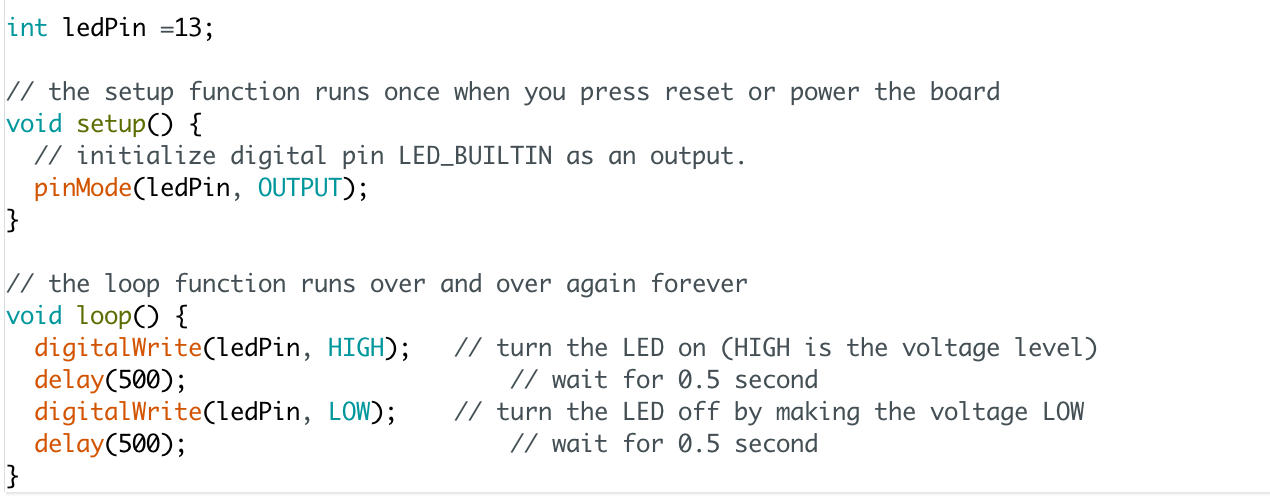 int ledPin =13;

// the setup function runs once when you press reset or power the board
void setup() {
  // initialize digital pin LED_BUILTIN as an output.
  pinMode(ledPin, OUTPUT);
}

// the loop function runs over and over again forever
void loop() {
  digitalWrite(ledPin, HIGH);   // turn the LED on (HIGH is the voltage level)
  delay(500);                       // wait for 0.5 second
  digitalWrite(ledPin, LOW);    // turn the LED off by making the voltage LOW
  delay(500);                       // wait for 0.5 second
}